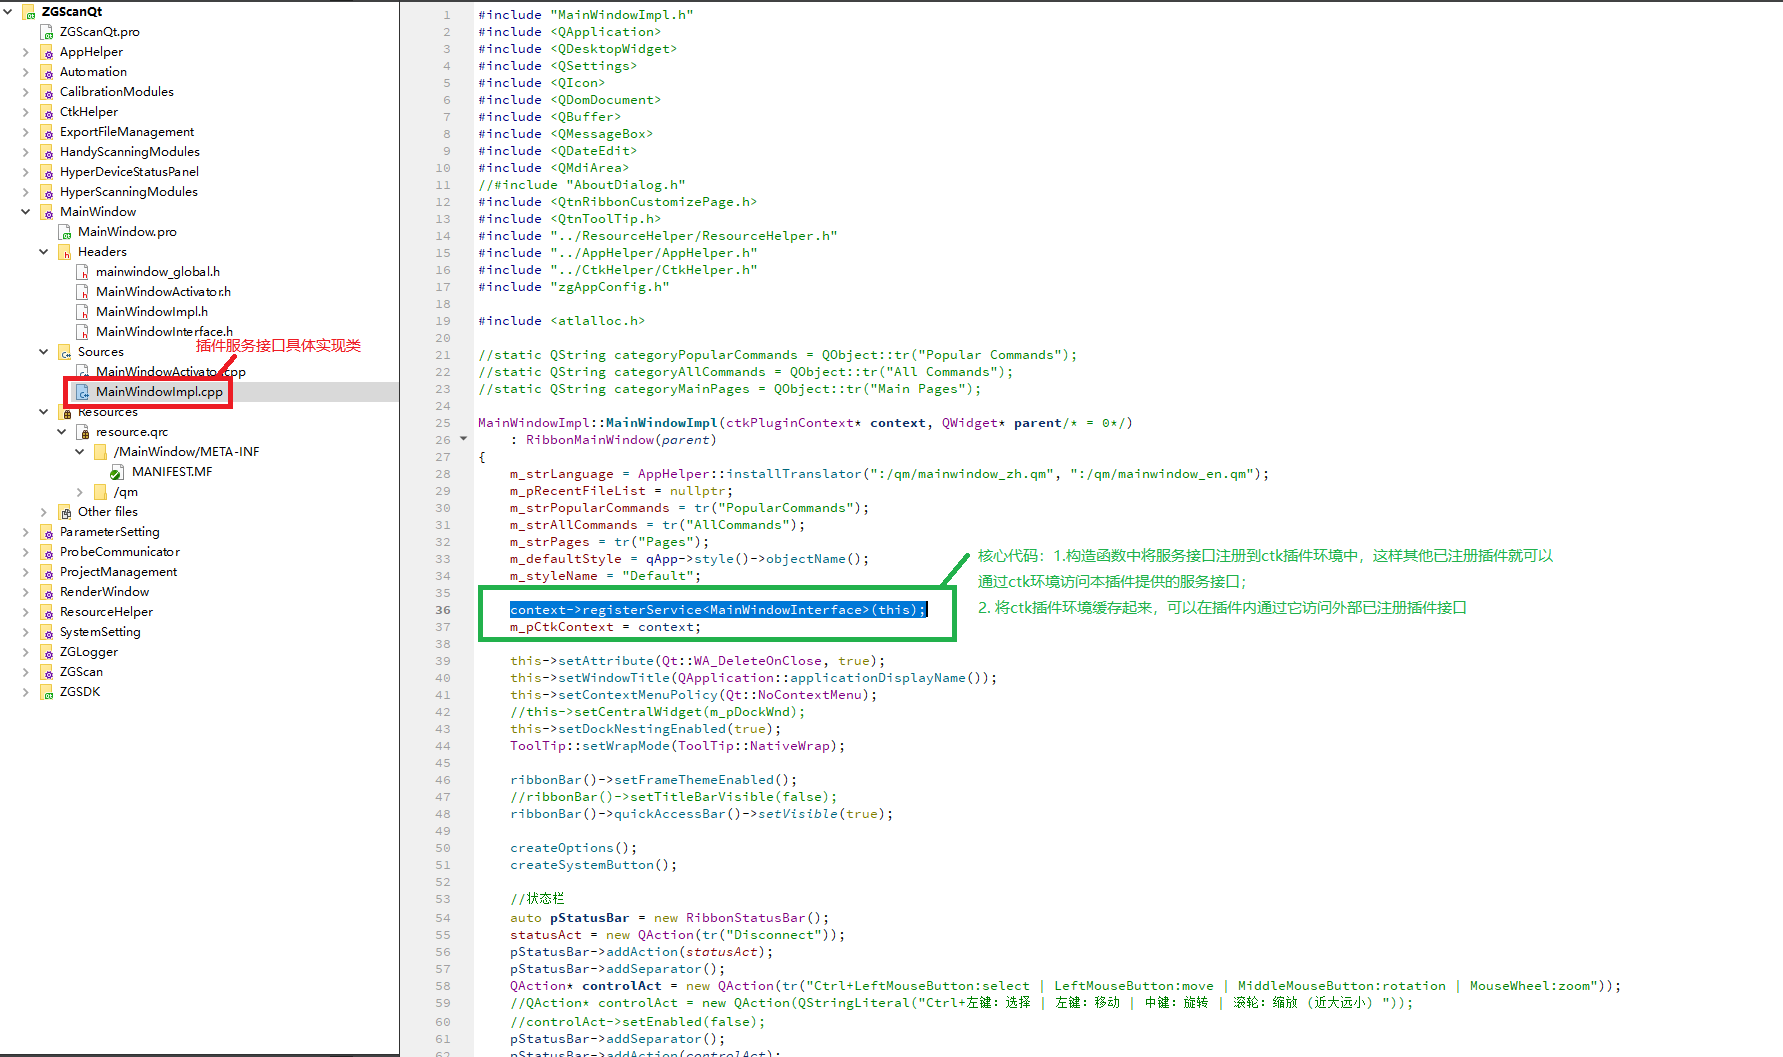 ZGScanQt
ZGScanQt.pro
AppHelper
Automation
CalibrationModules
CtkHelper
ExportFileManagement
HandyScanningModules
HyperDeviceStatusPanel
HyperScanningModules
MainWindow
MainWindow.pro
Headers
mainwindow_global.h
MainWindowActivator.h
MainWindowImpl.h
MainWindowInterface.h
插件服务接口具体实现类
Sources
MainWindowActivator.cpp
MainWindowImpl.cpp
Resources
resource.qrc
/MainWindow/META-INF
MANIFEST.MF
/qm
Other files
ParameterSetting
ProbeCommunicator
ProjectManagement
RenderWindow
ResourceHelper
SystemSetting
ZGLogger
ZGScan
ZGSDK
1 #include "MainWindowImpl.h"
2 #include <QApplication>
3 #include <QDesktopWidget>
4 #include <QSettings>
5 #include <QIcon>
6 #include <QDomDocument>
7 #include <QBuffer>
8 #include <QMessageBox>
9 #include <QDateEdit>
10 #include <QMdiArea>
11 //#include "AboutDialog.h"
12 #include <QtnRibbonCustomizePage.h>
13 #include <QtnToolTip.h>
14 #include "../ResourceHelper/ResourceHelper.h"
15 #include "../AppHelper/AppHelper.h"
16 #include "../CtkHelper/CtkHelper.h"
17 #include "zgAppConfig.h"
18
19 #include <atlalloc.h>
20
21 //static QString categoryPopularCommands = QObject::tr("Popular Commands");
22 //static QString categoryAllCommands = QObject::tr("All Commands");
23 //static QString categoryMainPages = QObject::tr("Main Pages");
24
25 MainWindowImpl::MainWindowImpl(ctkPluginContext* context, QWidget* parent/* = 0*/)
26 : RibbonMainWindow(parent)
27 {
28 m_strLanguage = AppHelper::installTranslator(":/qm/mainwindow_zh.qm", ":/qm/mainwindow_en.qm");
29 m_pRecentFileList = nullptr;
30 m_strPopularCommands = tr("PopularCommands");
31 m_strAllCommands = tr("AllCommands");
32 m_strPages = tr("Pages");
33 m_defaultStyle = qApp->style()->objectName();
34 m_styleName = "Default";
35
36 context->registerService<MainWindowInterface>(this);
37 m_pCtkContext = context;
核心代码：1.构造函数中将服务接口注册到ctk插件环境中，这样其他已注册插件就可以
通过ctk环境访问本插件提供的服务接口；
2. 将ctk插件环境缓存起来，可以在插件内通过它访问外部已注册插件接口
38
39 this->setAttribute(Qt::WA_DeleteOnClose, true);
40 this->setWindowTitle(QApplication::applicationDisplayName());
41 this->setContextMenuPolicy(Qt::NoContextMenu);
42 //this->setCentralWidget(m_pDockWnd);
43 this->setDockNestingEnabled(true);
44 ToolTip::setWrapMode(ToolTip::NativeWrap);
45
46 ribbonBar()->setFrameThemeEnabled();
47 //ribbonBar()->setTitleBarVisible(false);
48 ribbonBar()->quickAccessBar()->setVisible(true);
49
50 createOptions();
51 createSystemButton();
52
53 //状态栏
54 auto pStatusBar = new RibbonStatusBar();
55 statusAct = new QAction(tr("Disconnect"));
56 pStatusBar->addAction(statusAct);
57 pStatusBar->addSeparator();
58 QAction* controlAct = new QAction(tr("Ctrl+LeftMouseButton:select | LeftMouseButton:move | MiddleMouseButton:rotation | MouseWheel:zoom"));
59 //QAction* controlAct = new QAction(QStringLiteral("Ctrl+左键：选择 | 左键：移动 | 中键：旋转 | 滚轮：缩放（近大远小）"));
60 //controlAct->setEnabled(false);
61 pStatusBar->addSeparator();
62 pStatusBar->addAction(controlAct);